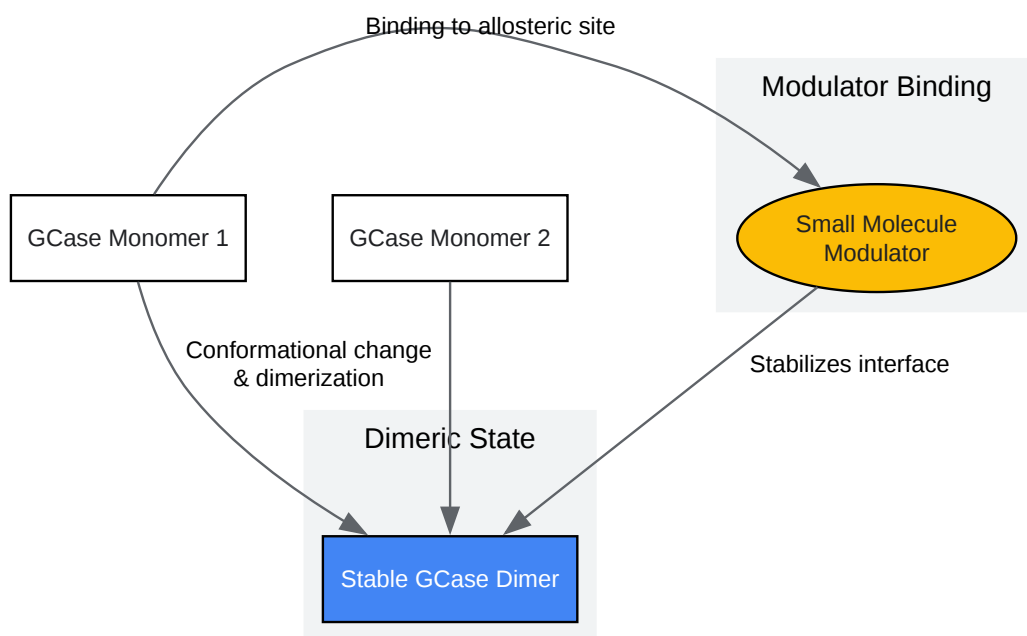 Binding to allosteric site
Modulator Binding
GCase Monomer 1
GCase Monomer 2
Small Molecule
Modulator
Conformational change
& dimerization
Stabilizes interface
Dimeric State
Stable GCase Dimer